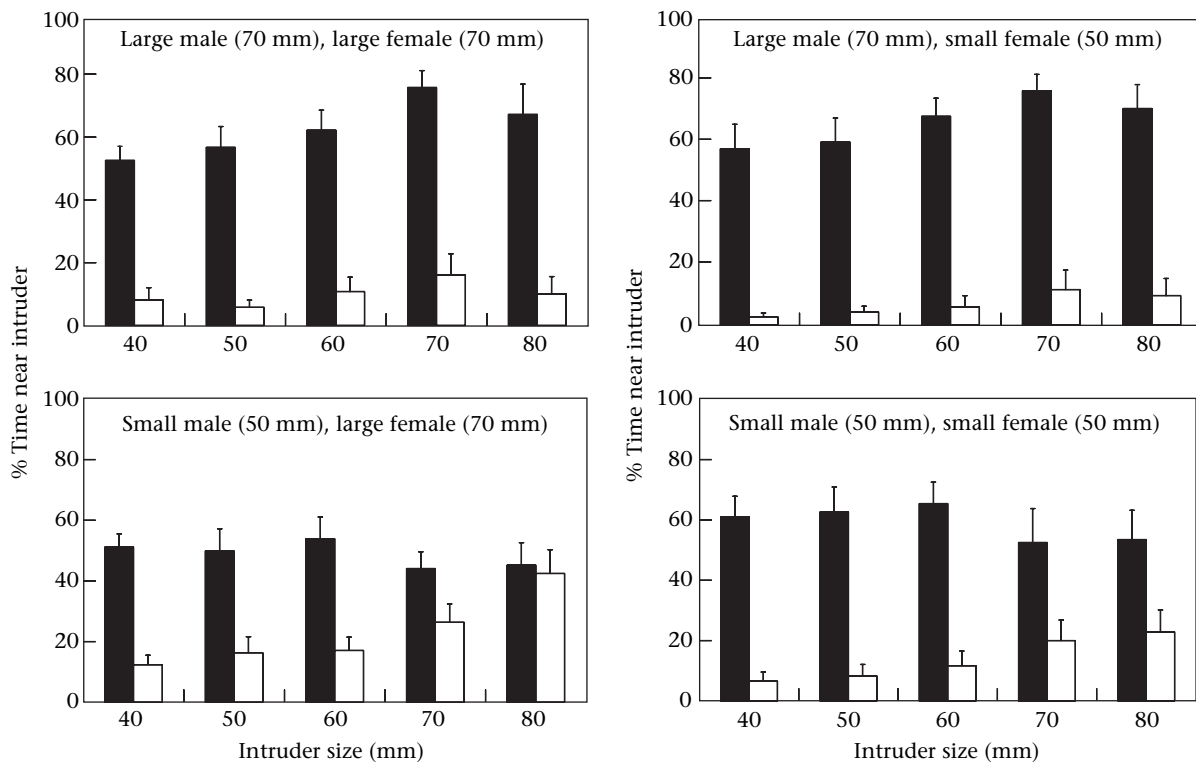 Large male (70 mm), large female (70 mm)
100
80
60
40
20
0
40 50 60 70 80
Large male (70 mm), small female (50 mm)
100
80
60
40
20
0
40 50 60 70 80
% Time near intruder
% Time near intruder
Small male (50 mm), large female (70 mm)
100
80
60
40
20
0
40 50 60 70 80
Intruder size (mm)
Small male (50 mm), small female (50 mm)
100
80
60
40
20
0
40 50 60 70 80
Intruder size (mm)